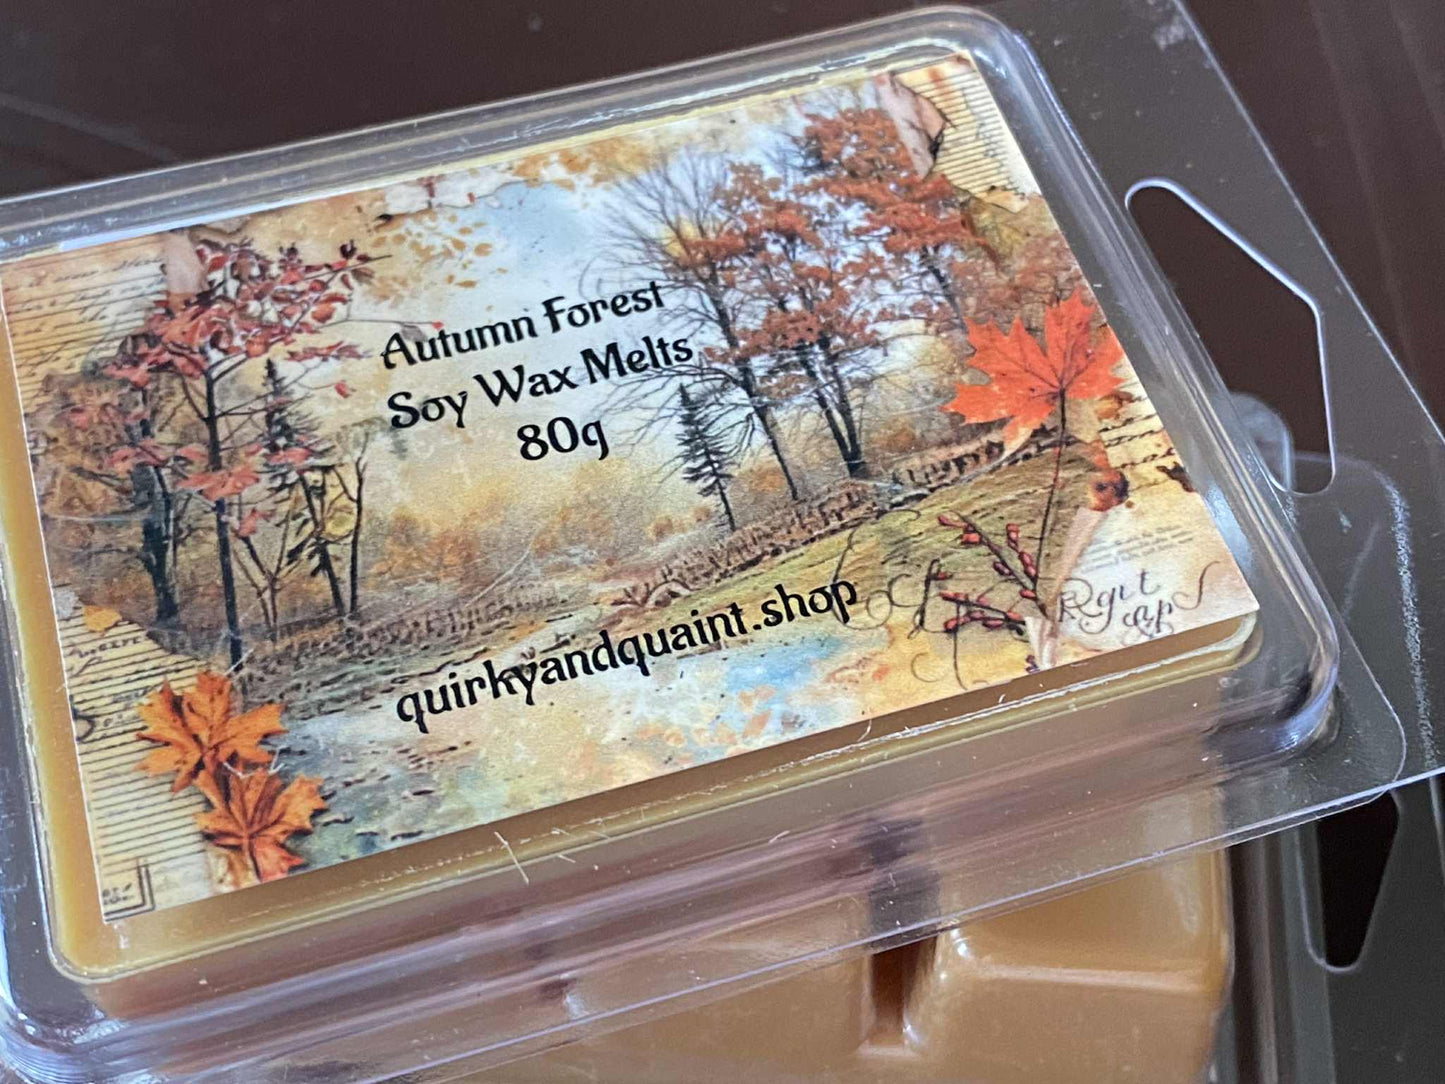 Autumn Forest
Soy Wax Melts
80g
quirkyandquaint.shop